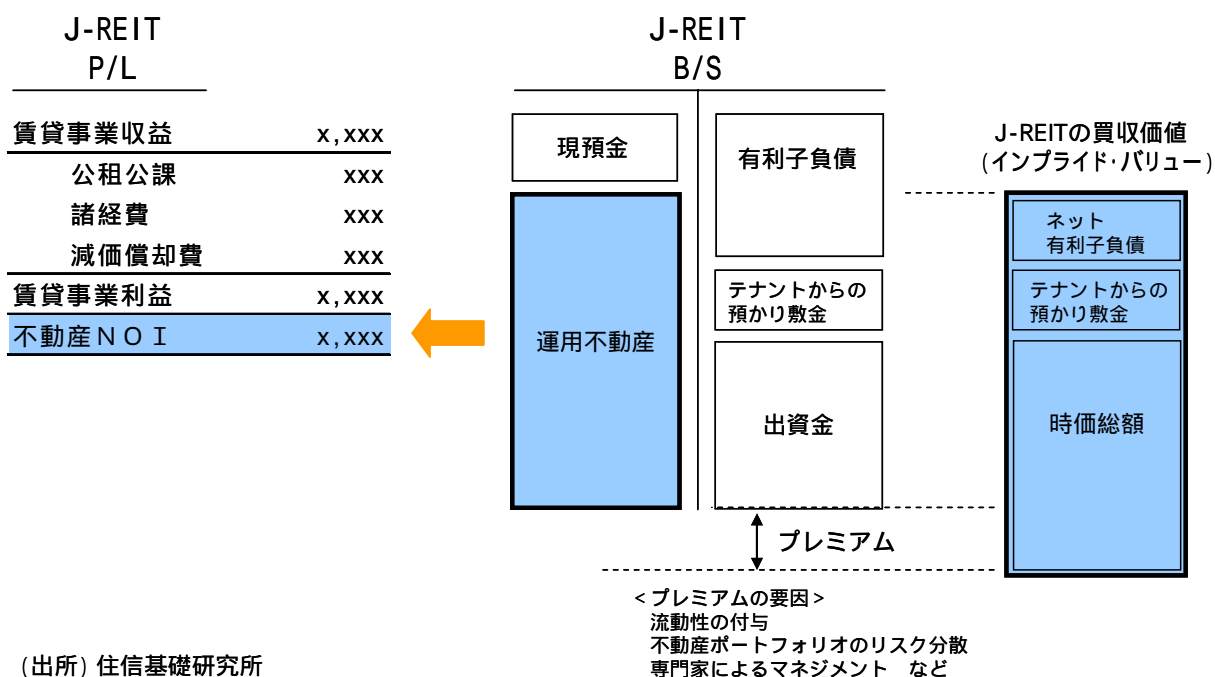 J-REIT
P/L
賃貸事業収益 x,xxx
公租公課 xxx
諸経費 xxx
減価償却費 xxx
賃貸事業利益 x,xxx
不動産ＮＯＩ x,xxx
J-REIT
B/S
現預金
運用不動産
有利子負債
テナントからの
預かり敷金
出資金
プレミアム
J-REITの買収価値
(インプライド･バリュー)
ネット
有利子負債
テナントからの
預かり敷金
時価総額
<プレミアムの要因>
流動性の付与
不動産ポートフォリオのリスク分散
専門家によるマネジメント　など
(出所) 住信基礎研究所